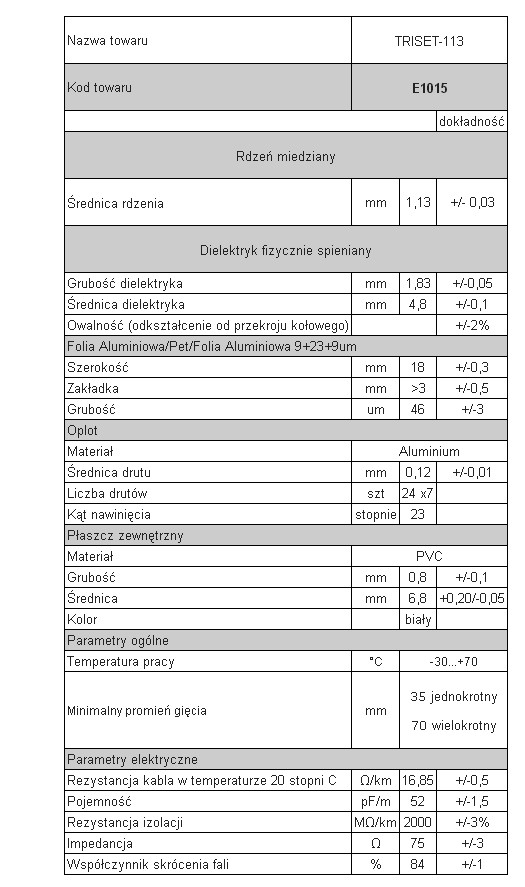 Nazwa towaru TRISET-113
Kod towaru E1015
dokładność
Rdzeń miedziany
Średnica rdzenia mm 1,13 +/- 0,03
Dielektryk fizycznie spieniany
Grubość dielektryka mm 1,83 +/-0,05
Średnica dielektryka mm 4,8 +/-0,1
Owalność (odkształcenie od przekroju kołowego) +/-2%
Folia Aluminiowa/Pet/Folia Aluminiowa 9+23+9um
Szerokość mm 18 +/-0,3
Zakładka mm >3 +/-0,5
Grubość um 46 +/-3
Oplot
Materiał Aluminium
Średnica drutu mm 0,12 +/-0,01
Liczba drutów szt 24 x7
Kąt nawinięcia stopnie 23
Płaszcz zewnętrzny
Materiał PVC
Grubość mm 0,8 +/-0,1
Średnica mm 6,8 +0,20/-0,05
Kolor biały
Parametry ogólne
Temperatura pracy °C -30...+70
Minimalny promień gięcia mm 35 jednokrotny
70 wielokrotny
Parametry elektryczne
Rezystancja kabla w temperaturze 20 stopni C Ω/km 16,85 +/-0,5
Pojemność pF/m 52 +/-1,5
Rezystancja izolacji MΩ/km 2000 +/-3%
Impedancja Ω 75 +/-3
Współczynnik skrócenia fali % 84 +/-1